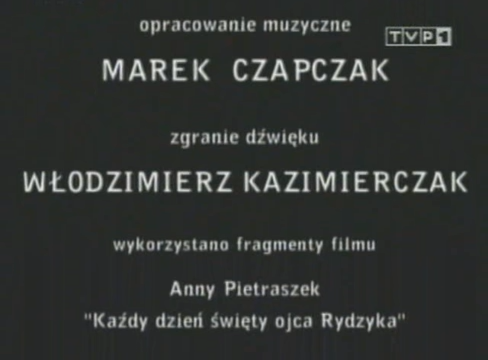 opracowanie muzyczne
TVP1
MAREK CZAPCZAK
zgranie dźwięku
WŁODZIMIERZ KAZIMIERCZAK
wykorzystano fragmenty filmu
Anny Pietraszek
"Każdy dzień święty ojca Rydzyka"